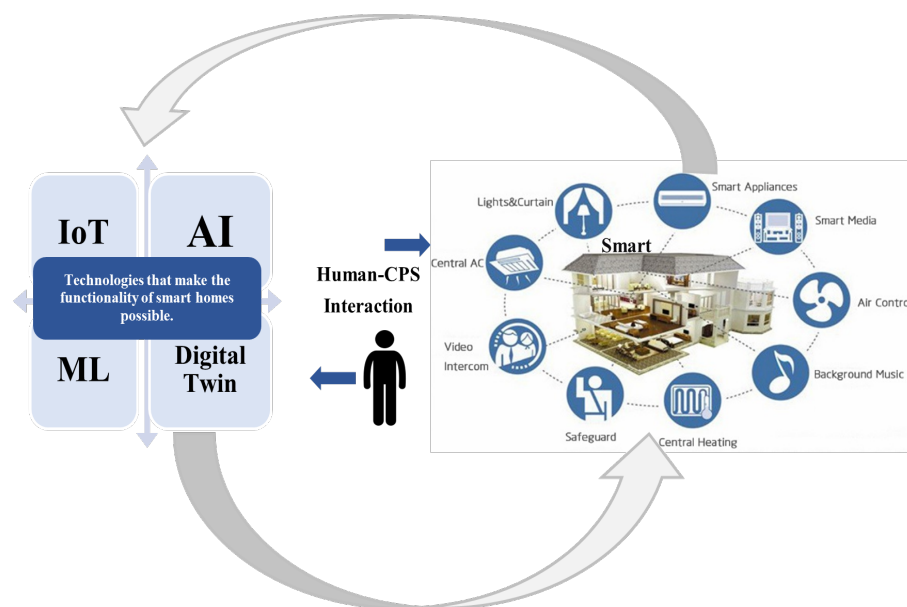 IoT
AI
Technologies that make the
functionality of smart homes
possible.
ML
Digital
Twin
Human-CPS
Interaction
Smart Appliances
Lights&Curtain
Smart Media
Smart
Central AC
Air Control
Video
Intercom
Background Music
Safeguard
Central Heating